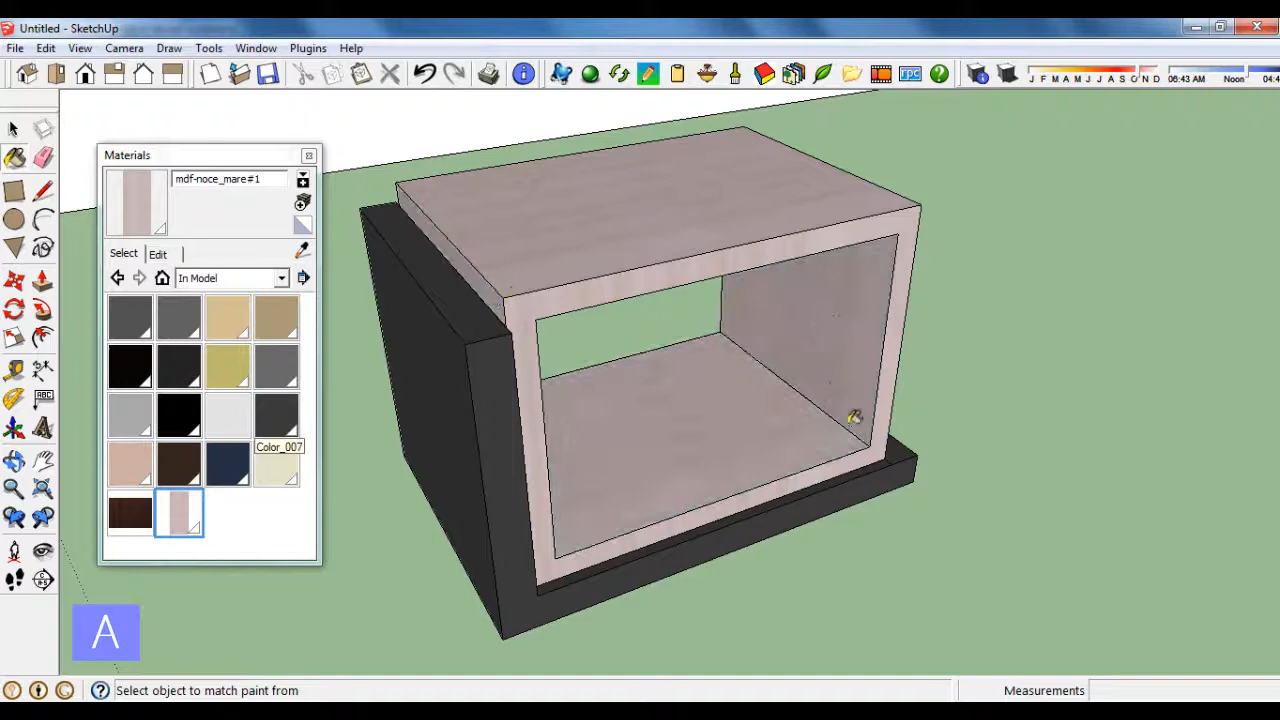 Untitled - SketchUp
File Edit View Camera Draw Tools Window Plugins Help
rpc
J F M A M J J A S O N D 06:43 AM Noon
Materials
mdf-noce_mare#1
Select Edit
In Model
ABC
Color_007
A
Select object to match paint from
Measurements